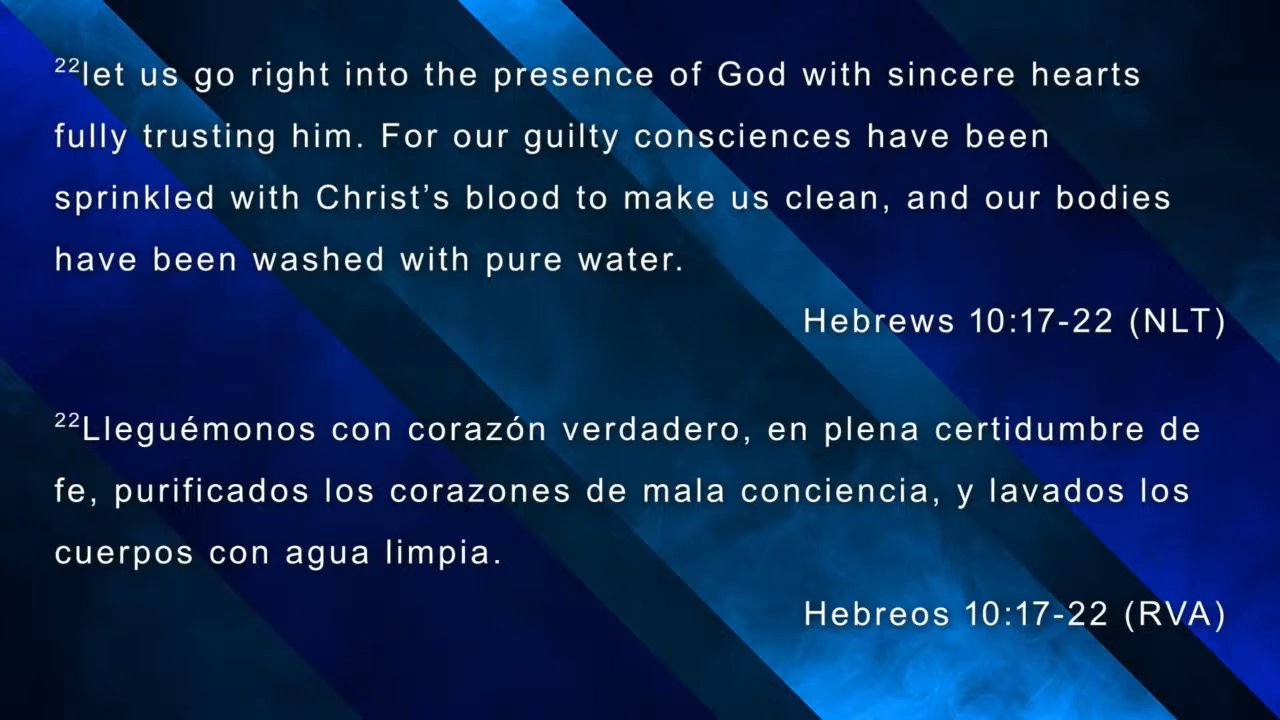 ²²let us go right into the presence of God with sincere hearts
fully trusting him. For our guilty consciences have been
sprinkled with Christ’s blood to make us clean, and our bodies
have been washed with pure water.
Hebrews 10:17-22 (NLT)
²²Lleguémonos con corazón verdadero, en plena certidumbre de
fe, purificados los corazones de mala conciencia, y lavados los
cuerpos con agua limpia.
Hebreos 10:17-22 (RVA)